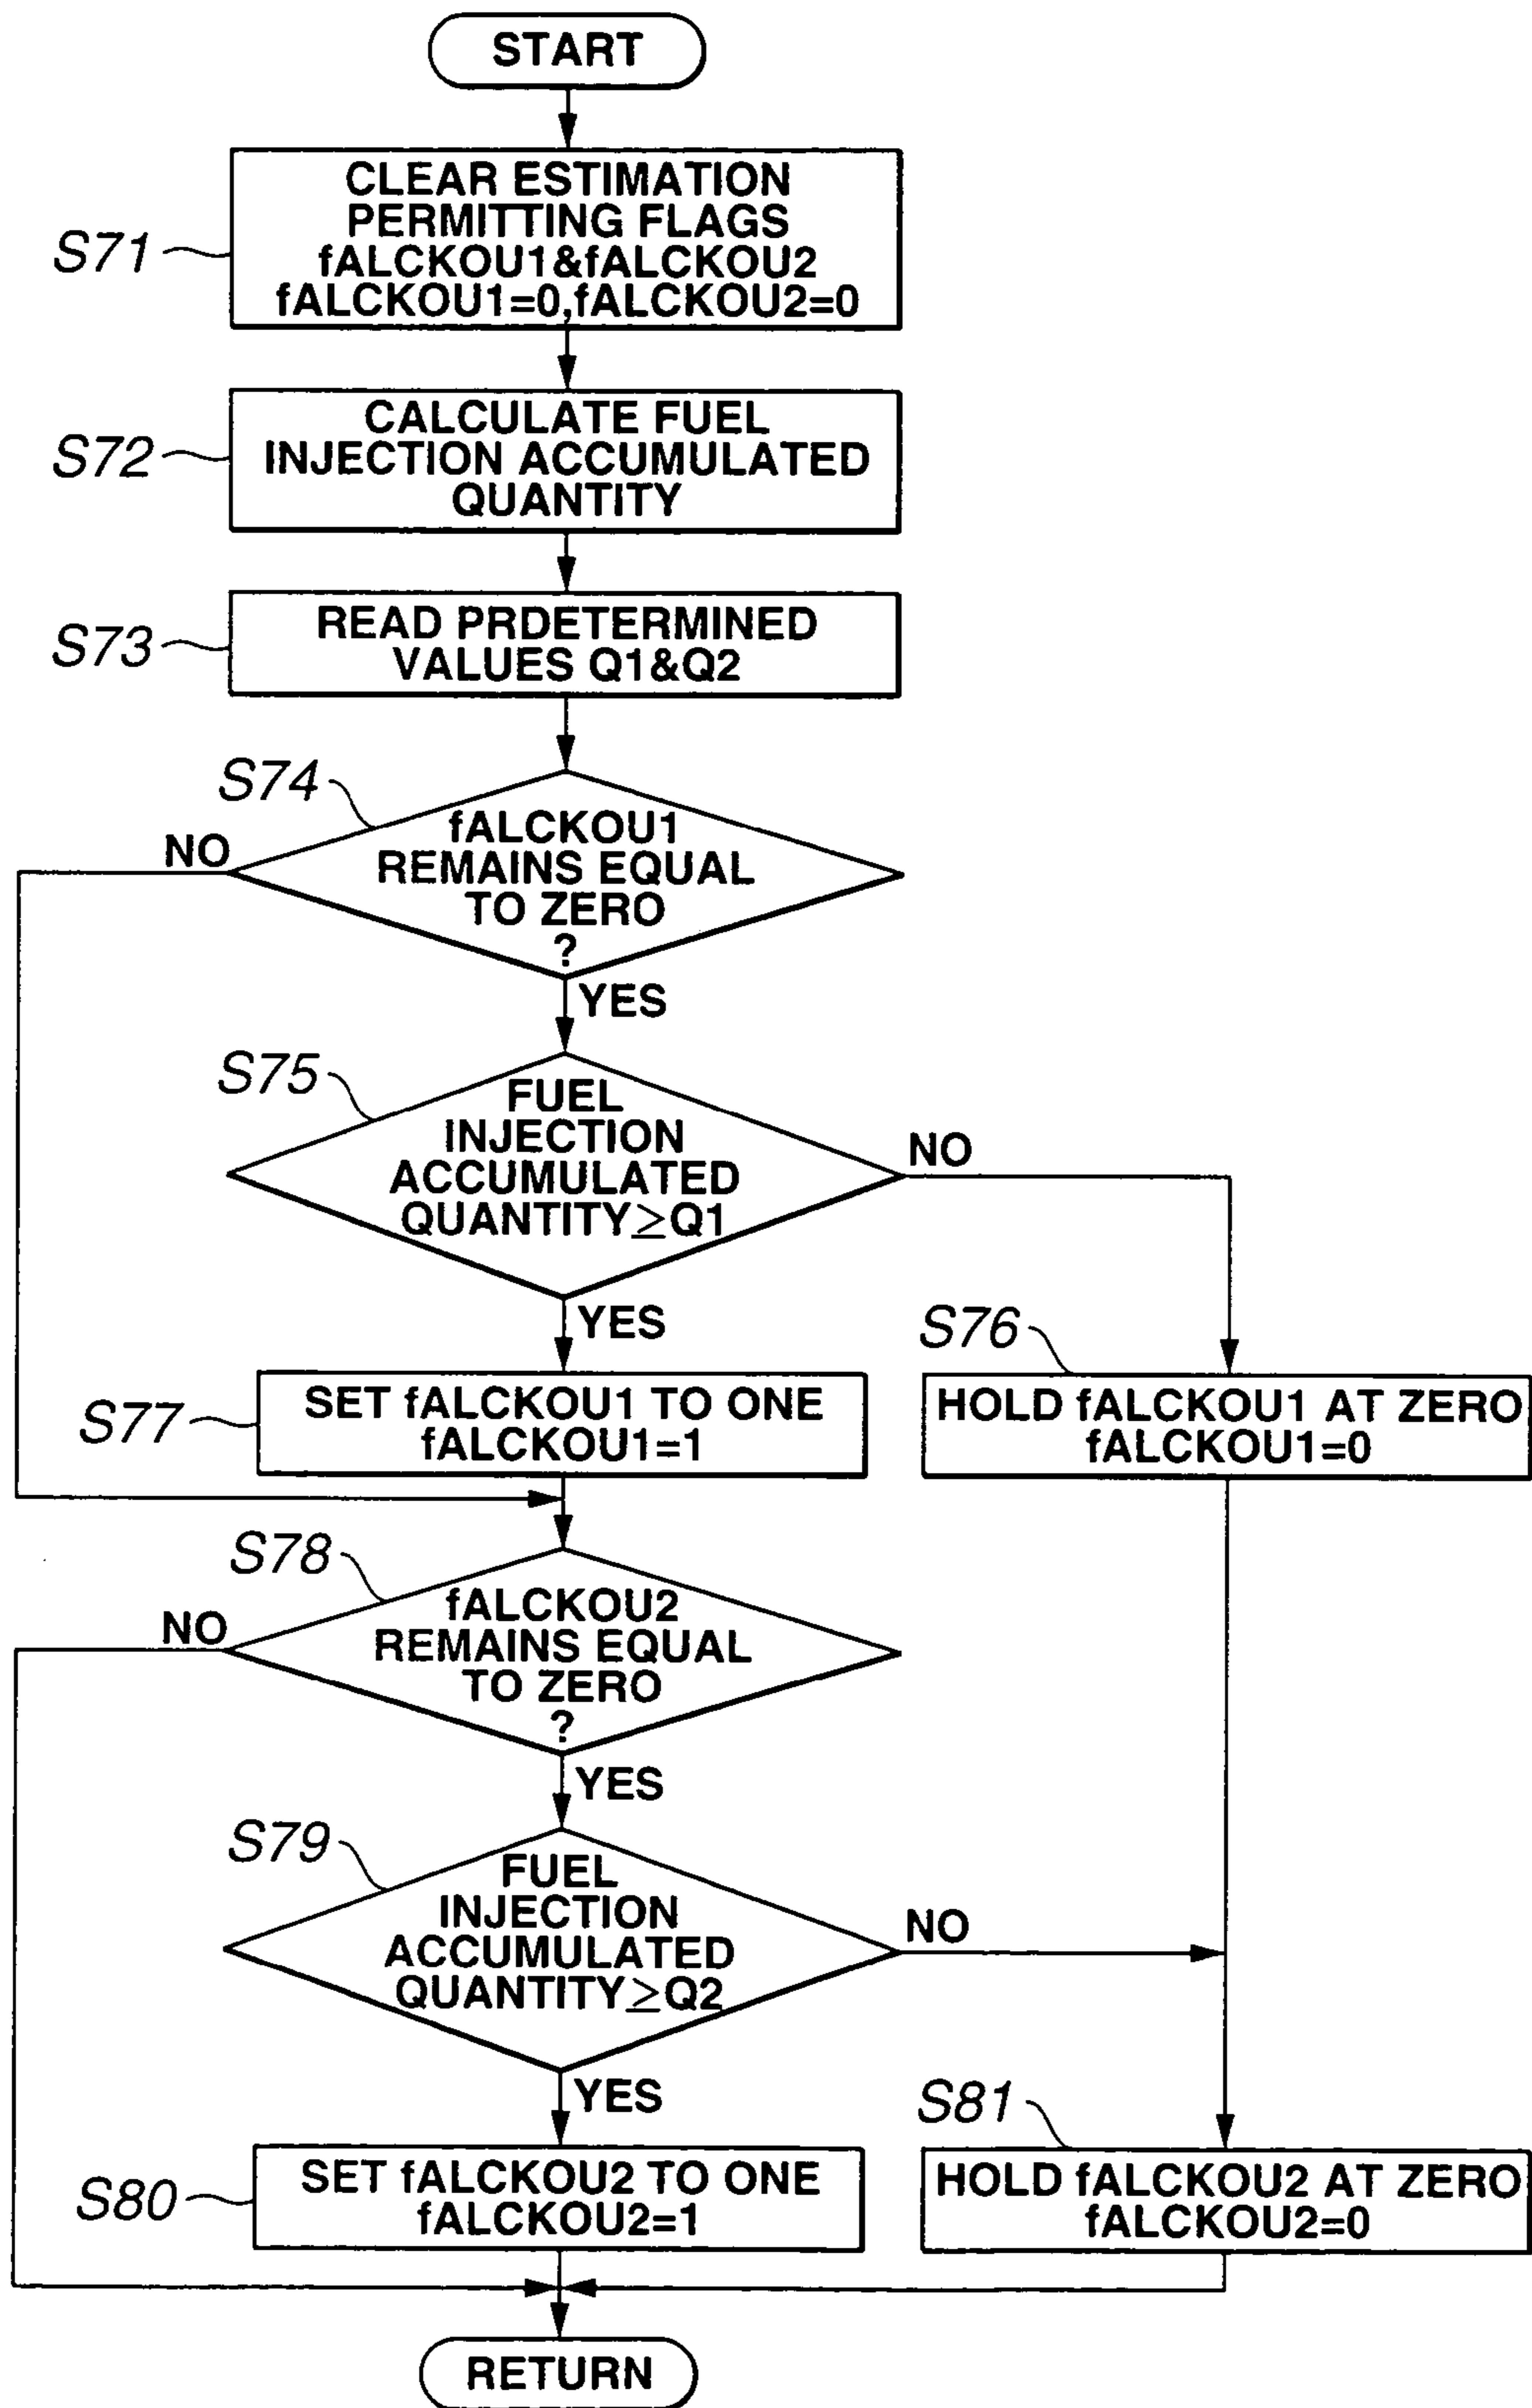 START
CLEAR ESTIMATION
PERMITTING FLAGS
fALCKOU1&fALCKOU2
fALCKOU1=0,fALCKOU2=0
S71
CALCULATE FUEL
INJECTION ACCUMULATED
QUANTITY
S72
READ PRDETERMINED
VALUES Q1&Q2
S73
S74
fALCKOU1
REMAINS EQUAL
TO ZERO
?
NO
YES
S75
FUEL
INJECTION
ACCUMULATED
QUANTITY≥Q1
NO
YES
S76
HOLD fALCKOU1 AT ZERO
fALCKOU1=0
S77
SET fALCKOU1 TO ONE
fALCKOU1=1
S78
fALCKOU2
REMAINS EQUAL
TO ZERO
?
NO
YES
S79
FUEL
INJECTION
ACCUMULATED
QUANTITY≥Q2
NO
YES
S80
SET fALCKOU2 TO ONE
fALCKOU2=1
S81
HOLD fALCKOU2 AT ZERO
fALCKOU2=0
RETURN